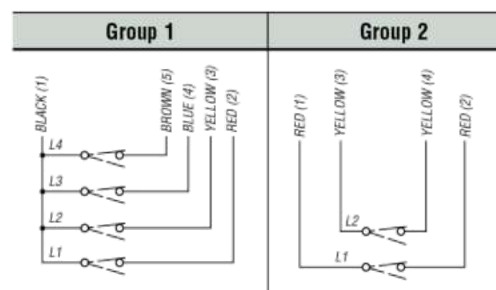 Group 1
BLACK (1)
BROWN (5)
BLUE (4)
YELLOW (3)
RED (2)
L4
L3
L2
L1
Group 2
RED (1)
YELLOW (3)
YELLOW (4)
RED (2)
L2
L1